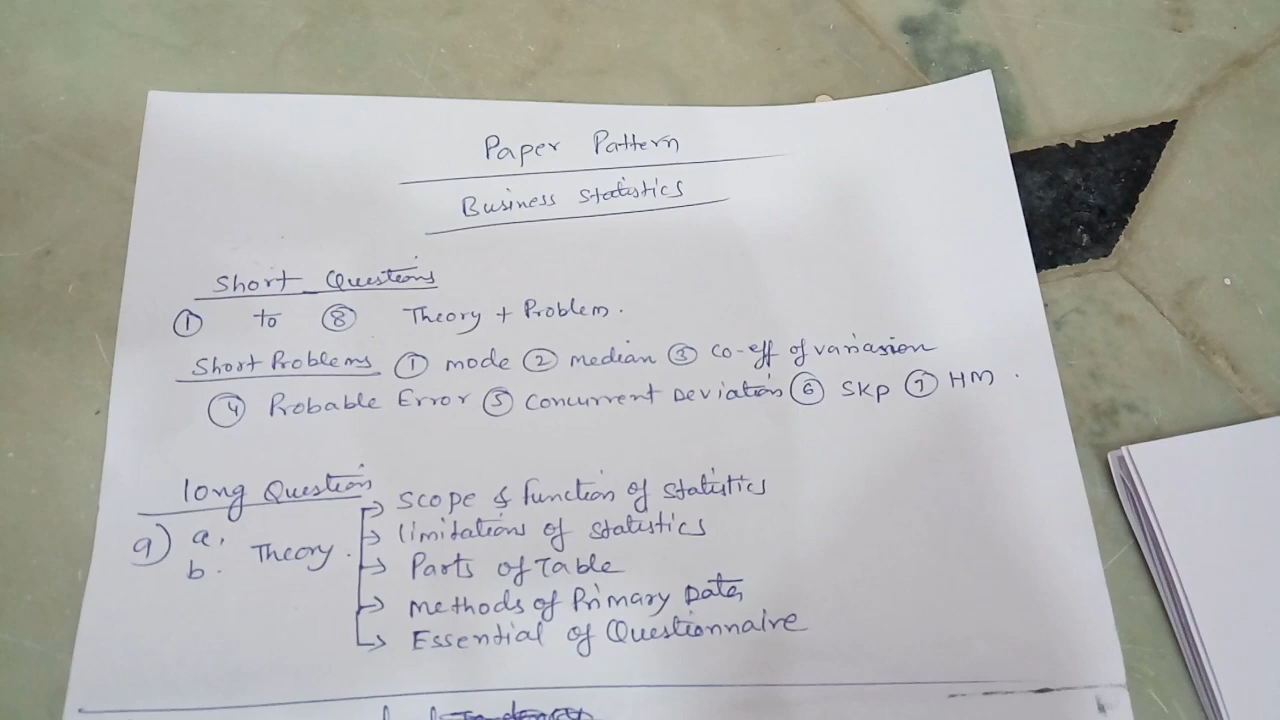 Paper Pattern
Business Statistics
Short Questions
① to ⑧ Theory + Problem.
Short Problems ① mode ② median ③ co-eff of variasion
④ Probable Error ⑤ Concurrent Deviation ⑥ SKP ⑦ HM .
long Question
9) a. Theory. → Scope & function of statistics
b. → limitations of statistics
→ Parts of Table
→ methods of Primary Data
→ Essential of Questionnaire